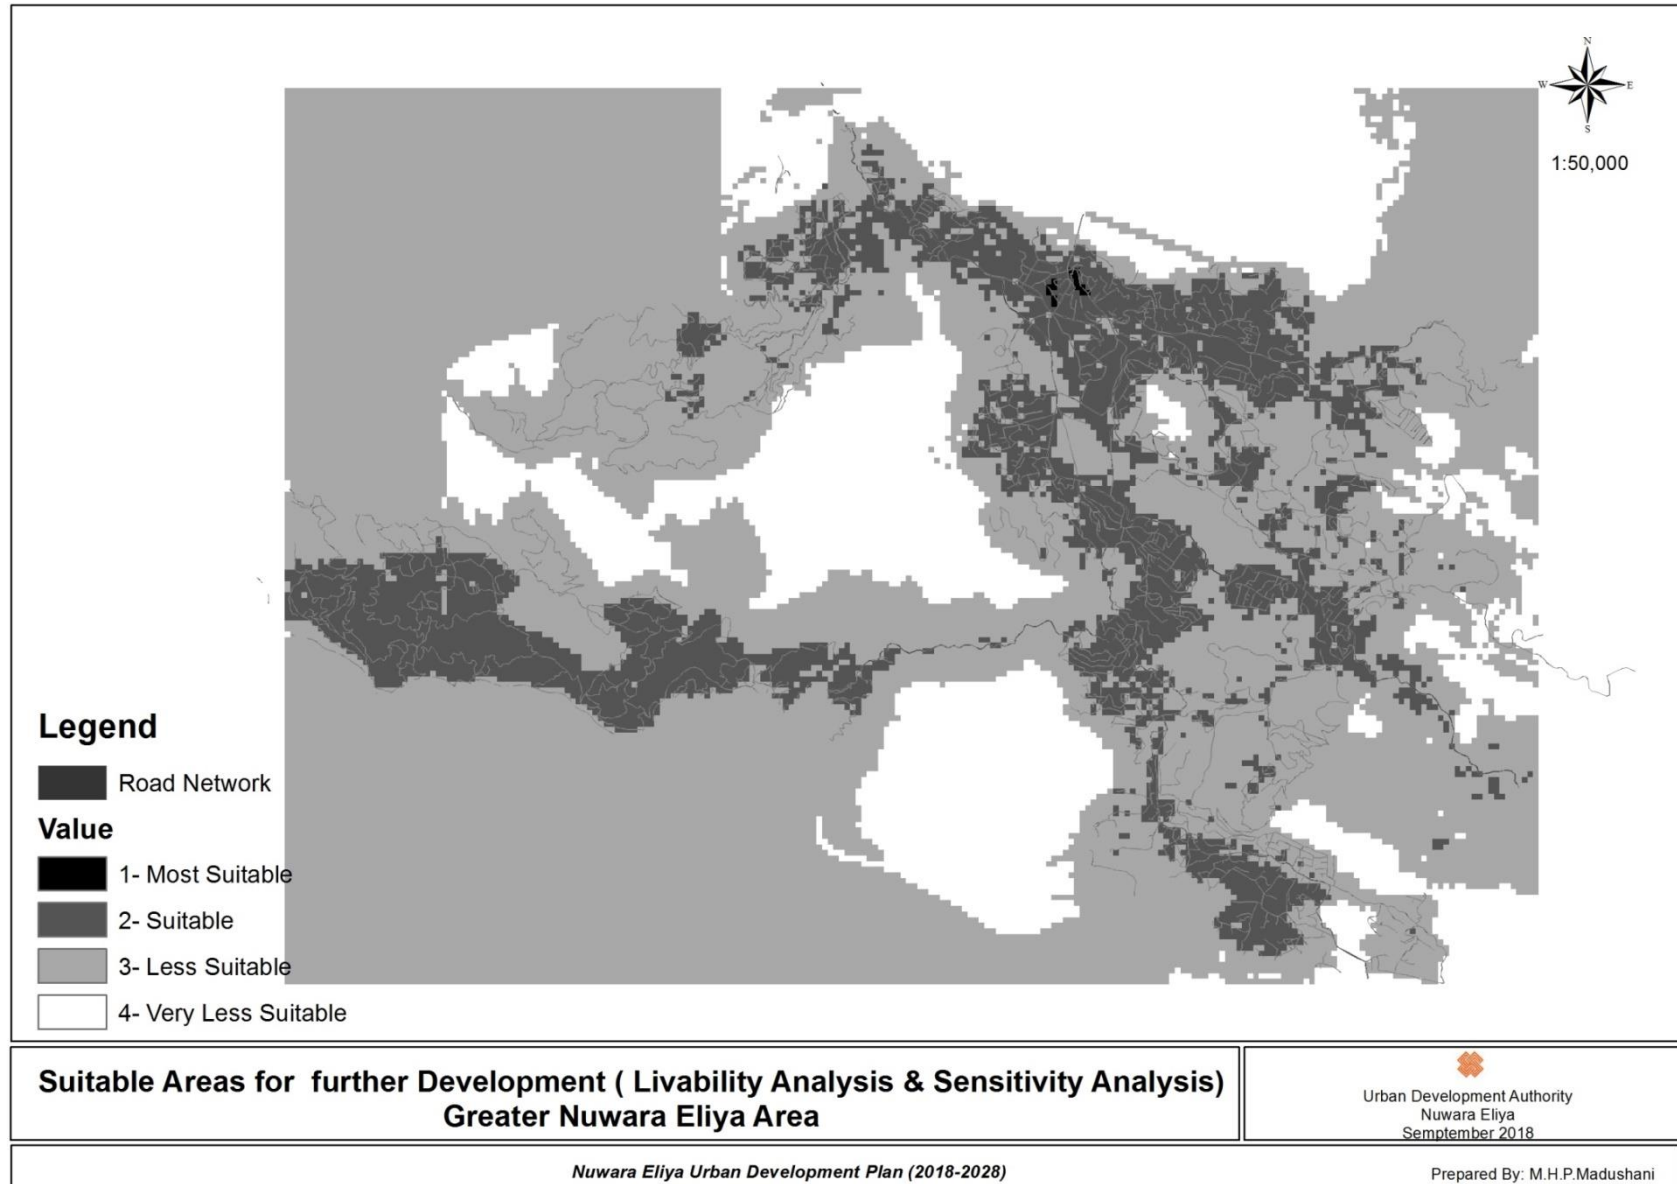 N
W E
S
1:50,000
Legend
Road Network
Value
1- Most Suitable
2- Suitable
3- Less Suitable
4- Very Less Suitable
Suitable Areas for further Development ( Livability Analysis & Sensitivity Analysis)
Greater Nuwara Eliya Area
Urban Development Authority
Nuwara Eliya
Semptember 2018
Nuwara Eliya Urban Development Plan (2018-2028)
Prepared By: M.H.P.Madushani